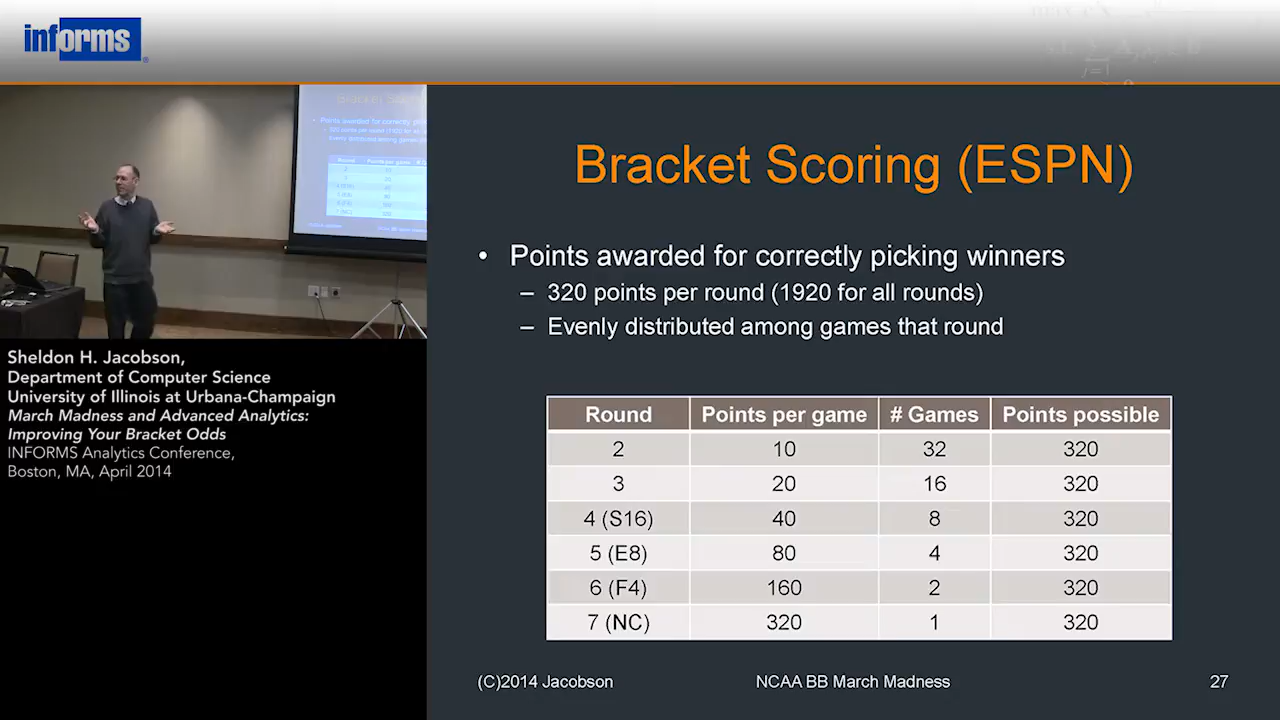 informs
Bracket Scoring (ESPN)
• Points awarded for correctly picking winners
– 320 points per round (1920 for all rounds)
– Evenly distributed among games that round
Round Points per game # Games Points possible
2 10 32 320
3 20 16 320
4 (S16) 40 8 320
5 (E8) 80 4 320
6 (F4) 160 2 320
7 (NC) 320 1 320
(C)2014 Jacobson NCAA BB March Madness 27
Sheldon H. Jacobson,
Department of Computer Science
University of Illinois at Urbana-Champaign
March Madness and Advanced Analytics:
Improving Your Bracket Odds
INFORMS Analytics Conference,
Boston, MA, April 2014